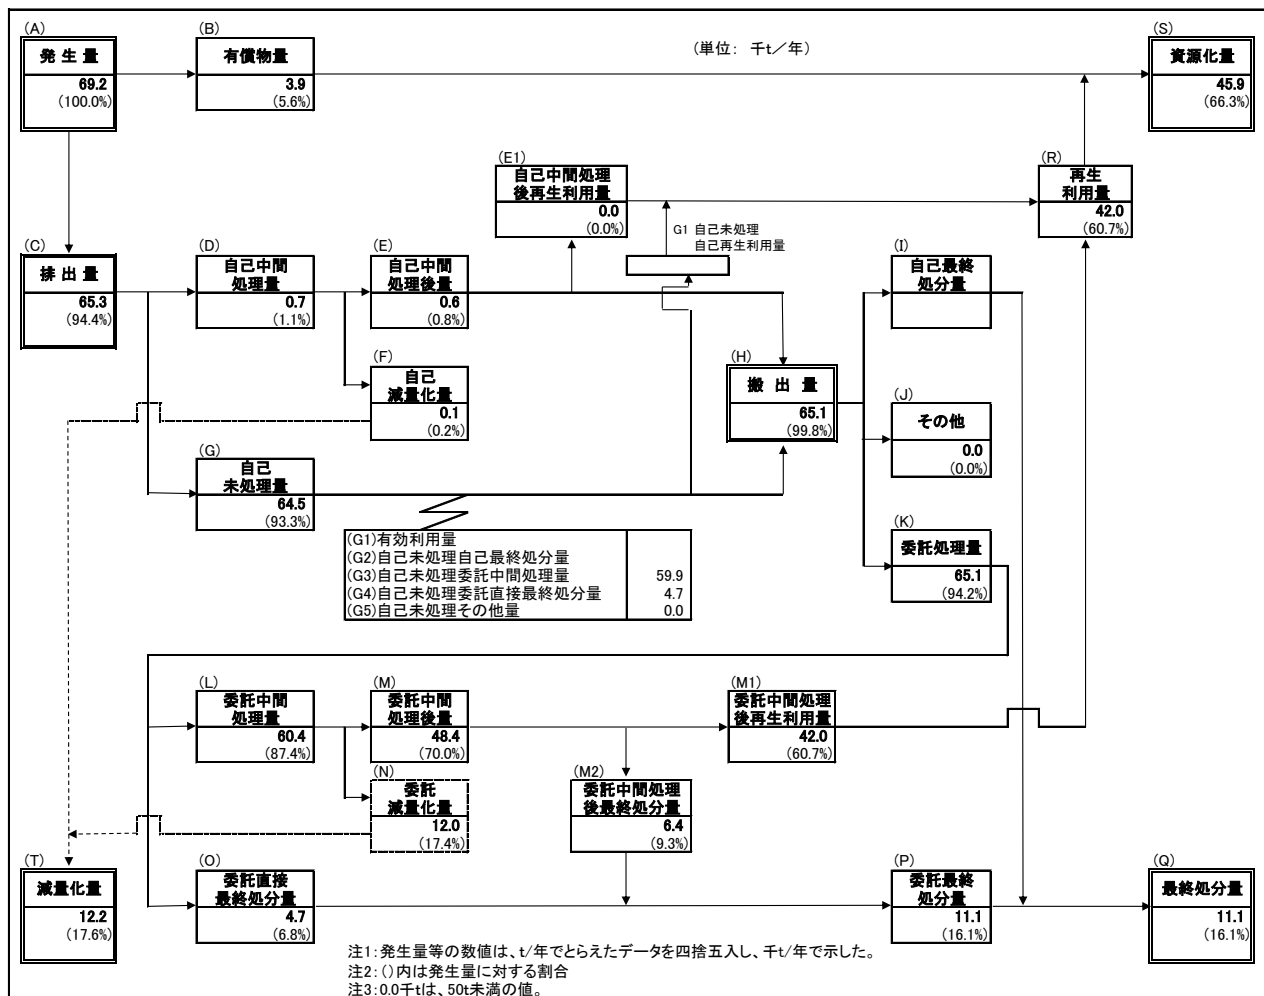 (A)
発 生 量
69.2
(100.0%)
(B)
有償物量
3.9
(5.6%)
(単位： 千t／年)
(S)
資源化量
45.9
(66.3%)
(E1)
自己中間処理
後再生利用量
0.0
(0.0%)
(R)
再生
利用量
42.0
(60.7%)
G1 自己未処理
自己再生利用量
(C)
排 出 量
65.3
(94.4%)
(D)
自己中間
処理量
0.7
(1.1%)
(E)
自己中間
処理後量
0.6
(0.8%)
(I)
自己最終
処分量
(F)
自己
減量化量
0.1
(0.2%)
(H)
搬 出 量
65.1
(99.8%)
(J)
その他
0.0
(0.0%)
(G)
自己
未処理量
64.5
(93.3%)
(G1)有効利用量
(G2)自己未処理自己最終処分量
(G3)自己未処理委託中間処理量 59.9
(G4)自己未処理委託直接最終処分量 4.7
(G5)自己未処理その他量 0.0
(K)
委託処理量
65.1
(94.2%)
(L)
委託中間
処理量
60.4
(87.4%)
(M)
委託中間
処理後量
48.4
(70.0%)
(M1)
委託中間処理
後再生利用量
42.0
(60.7%)
(N)
委託
減量化量
12.0
(17.4%)
(M2)
委託中間処理
後最終処分量
6.4
(9.3%)
(T)
減量化量
12.2
(17.6%)
(O)
委託直接
最終処分量
4.7
(6.8%)
(P)
委託最終
処分量
11.1
(16.1%)
(Q)
最終処分量
11.1
(16.1%)
注1：発生量等の数値は、t/年でとらえたデータを四捨五入し、千t/年で示した。
注2：()内は発生量に対する割合
注3：0.0千tは、50t未満の値。